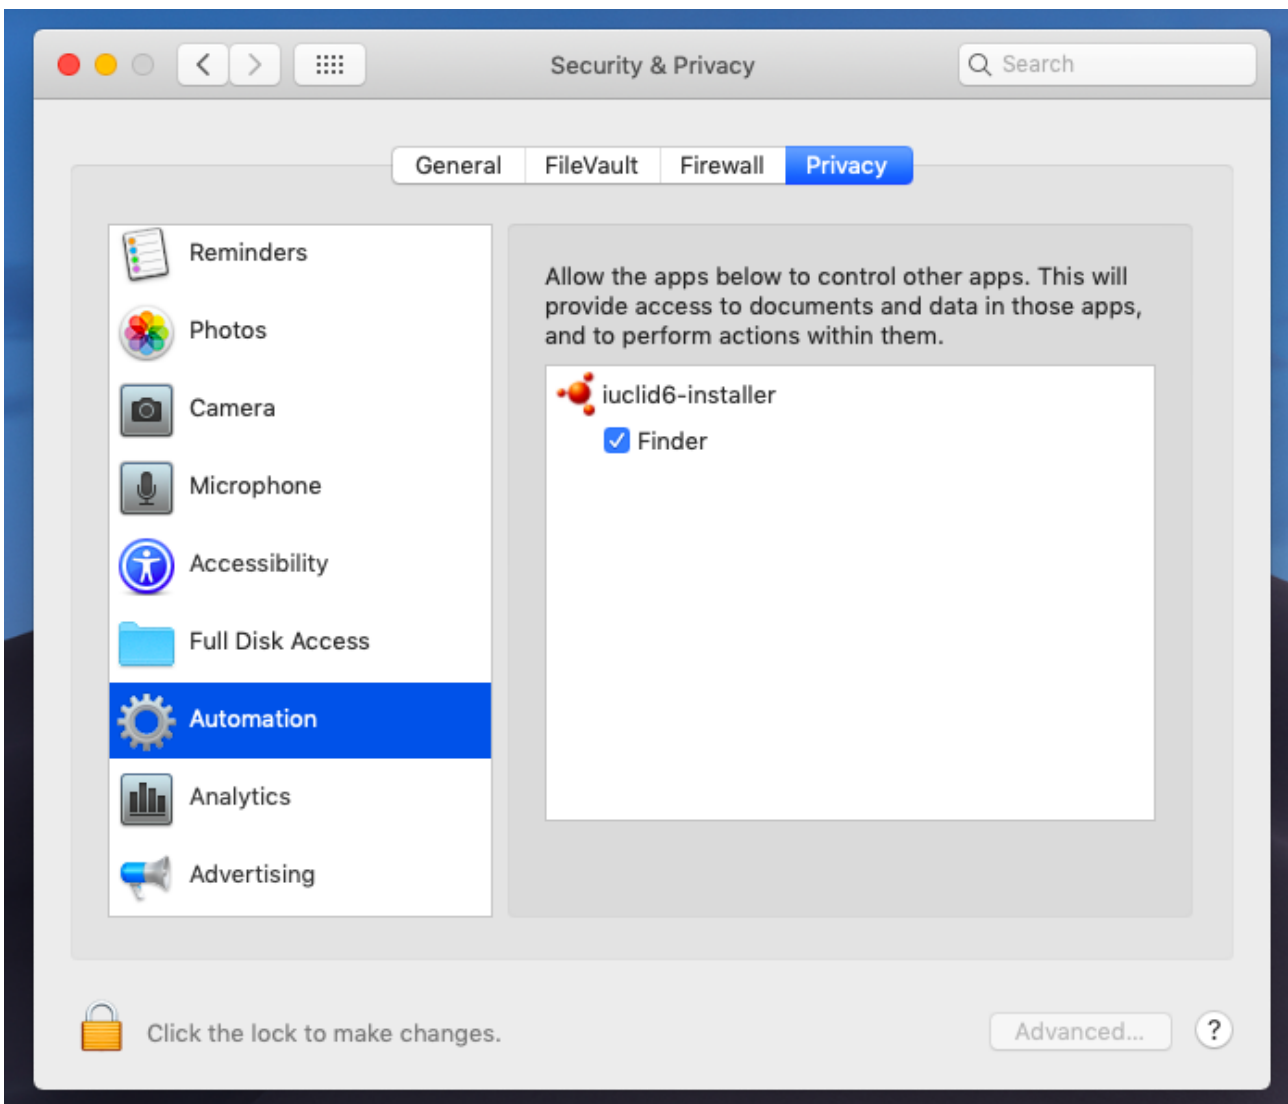 Security & Privacy
Search
General
FileVault
Firewall
Privacy
Reminders
Photos
Camera
Microphone
Accessibility
Full Disk Access
Automation
Analytics
Advertising
Allow the apps below to control other apps. This will
provide access to documents and data in those apps,
and to perform actions within them.
iuclid6-installer
Finder
Click the lock to make changes.
Advanced...
?